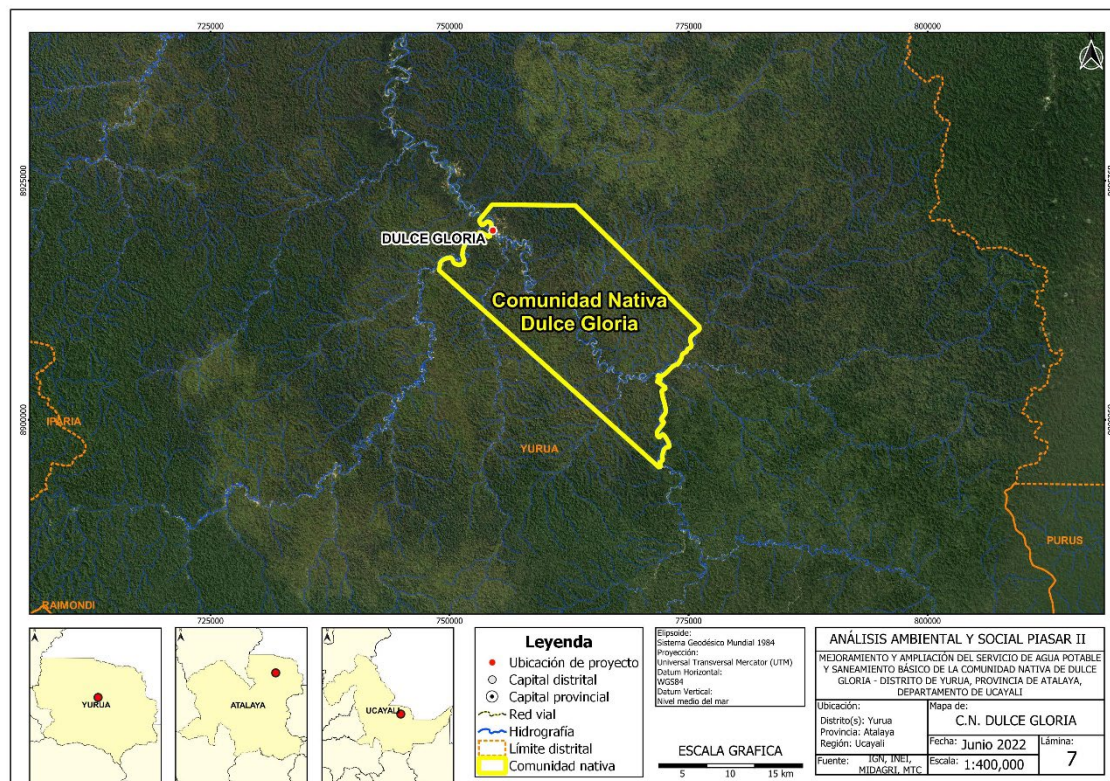 725000
750000
775000
800000
8925000
8925000
DULCE GLORIA
Comunidad Nativa
Dulce Gloria
IPARIA
8900000
8900000
YURUA
PURUS
RAIMONDI
725000
750000
775000
800000
YURUA
ATALAYA
UCAYALI
Leyenda
Ubicación de proyecto
Capital distrital
Capital provincial
Red vial
Hidrografía
Límite distrital
Comunidad nativa
Elipsoide:
Sistema Geodésico Mundial 1984
Proyección:
Universal Transversal Mercator (UTM)
Datum Horizontal:
WGS84
Datum Vertical:
Nivel medio del mar
ESCALA GRAFICA
5 10 15 km
ANÁLISIS AMBIENTAL Y SOCIAL PIASAR II
MEJORAMIENTO Y AMPLIACIÓN DEL SERVICIO DE AGUA POTABLE
Y SANEAMIENTO BÁSICO DE LA COMUNIDAD NATIVA DE DULCE
GLORIA - DISTRITO DE YURUA, PROVINCIA DE ATALAYA,
DEPARTAMENTO DE UCAYALI
Ubicación:
Distrito(s): Yurua
Provincia: Atalaya
Región: Ucayali
Mapa de:
C.N. DULCE GLORIA
Fuente: IGN, INEI,
MIDAGRI, MTC
Fecha: Junio 2022
Escala: 1:400,000
Lámina:
7